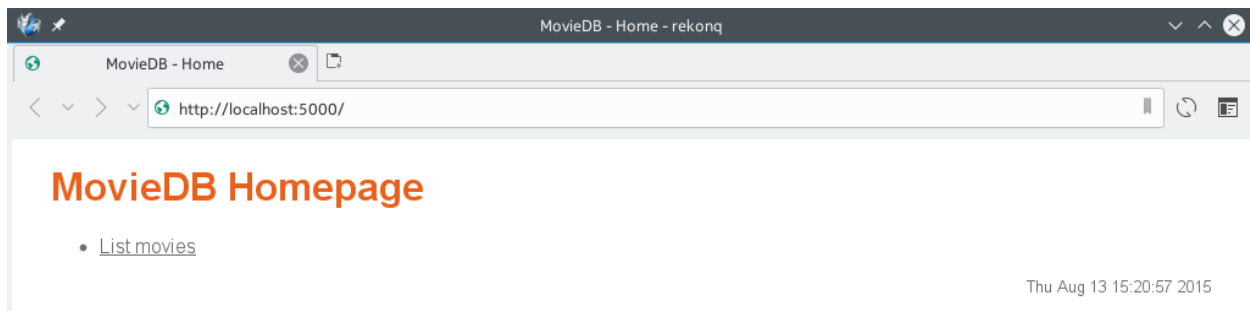 MovieDB - Home - rekonq
MovieDB - Home
http://localhost:5000/
MovieDB Homepage
List movies
Thu Aug 13 15:20:57 2015